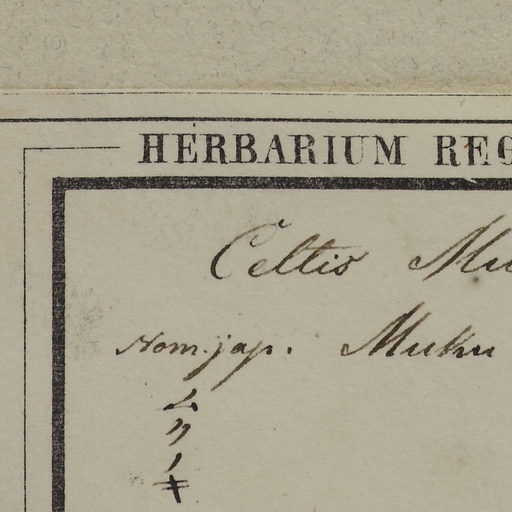 HERBARIUM REG
Celtis Mu
Nom. jap. Muku
ムクノキ